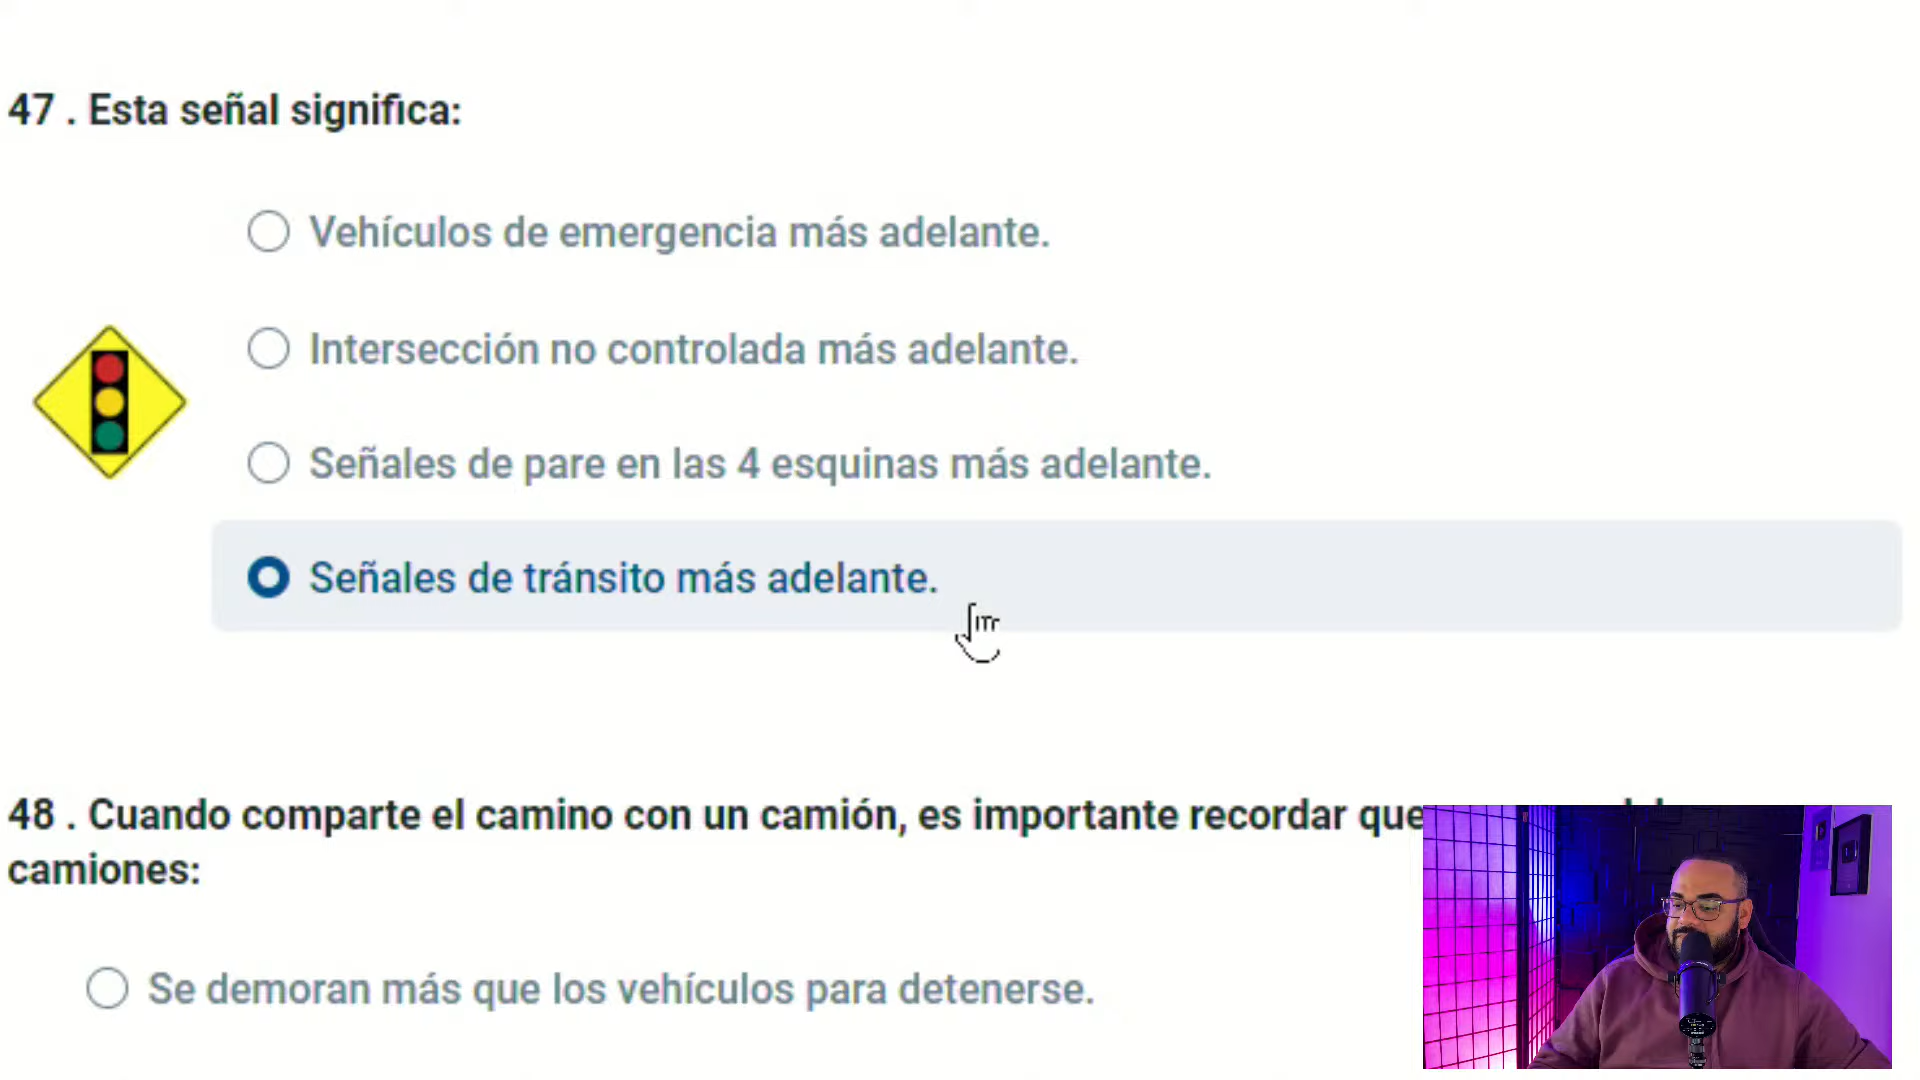 47 . Esta señal significa:
Vehículos de emergencia más adelante.
Intersección no controlada más adelante.
Señales de pare en las 4 esquinas más adelante.
Señales de tránsito más adelante.
48 . Cuando comparte el camino con un camión, es importante recordar que
camiones:
Se demoran más que los vehículos para detenerse.